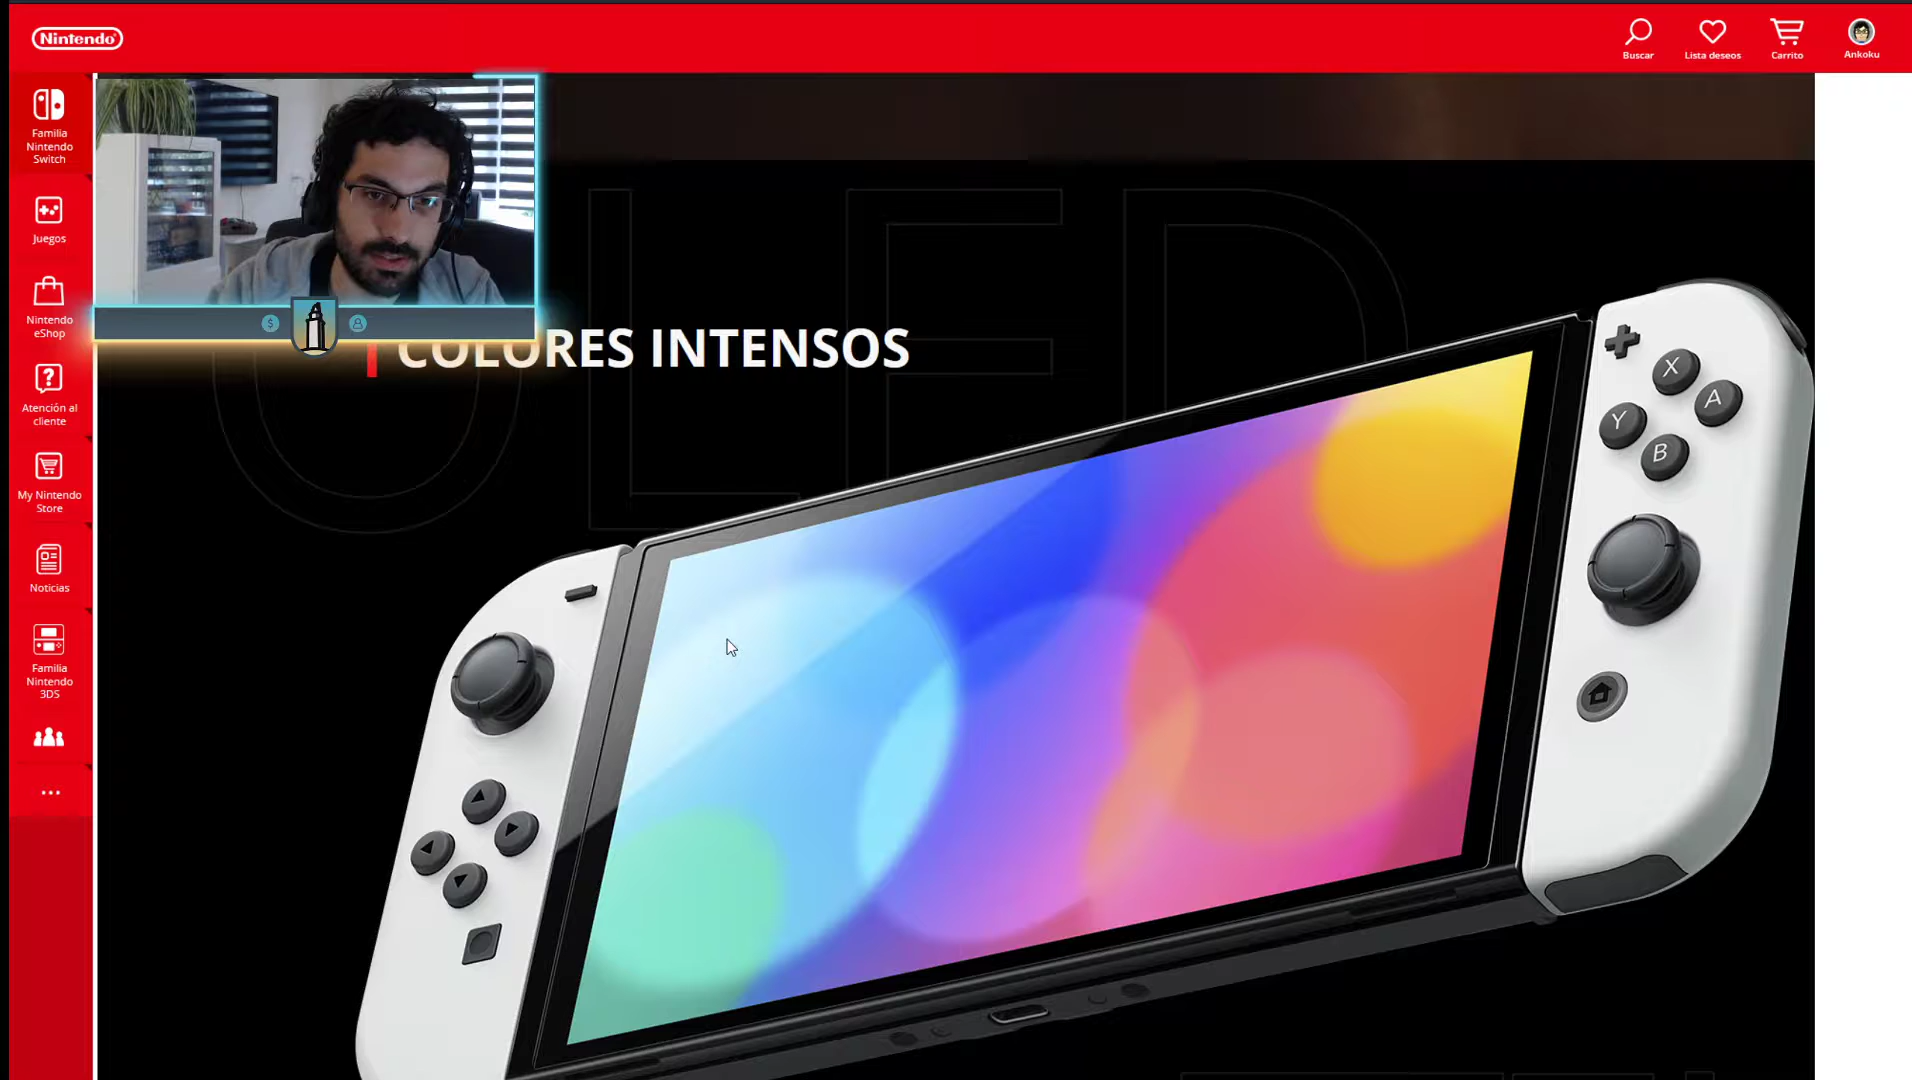 Nintendo
Buscar
Lista deseos
Carrito
Ankoku
Familia
Nintendo
Switch
Juegos
Nintendo
eShop
Atención al
cliente
My Nintendo
Store
Noticias
Familia
Nintendo
3DS
...
$
OLED
COLORES INTENSOS
X
A
Y
B